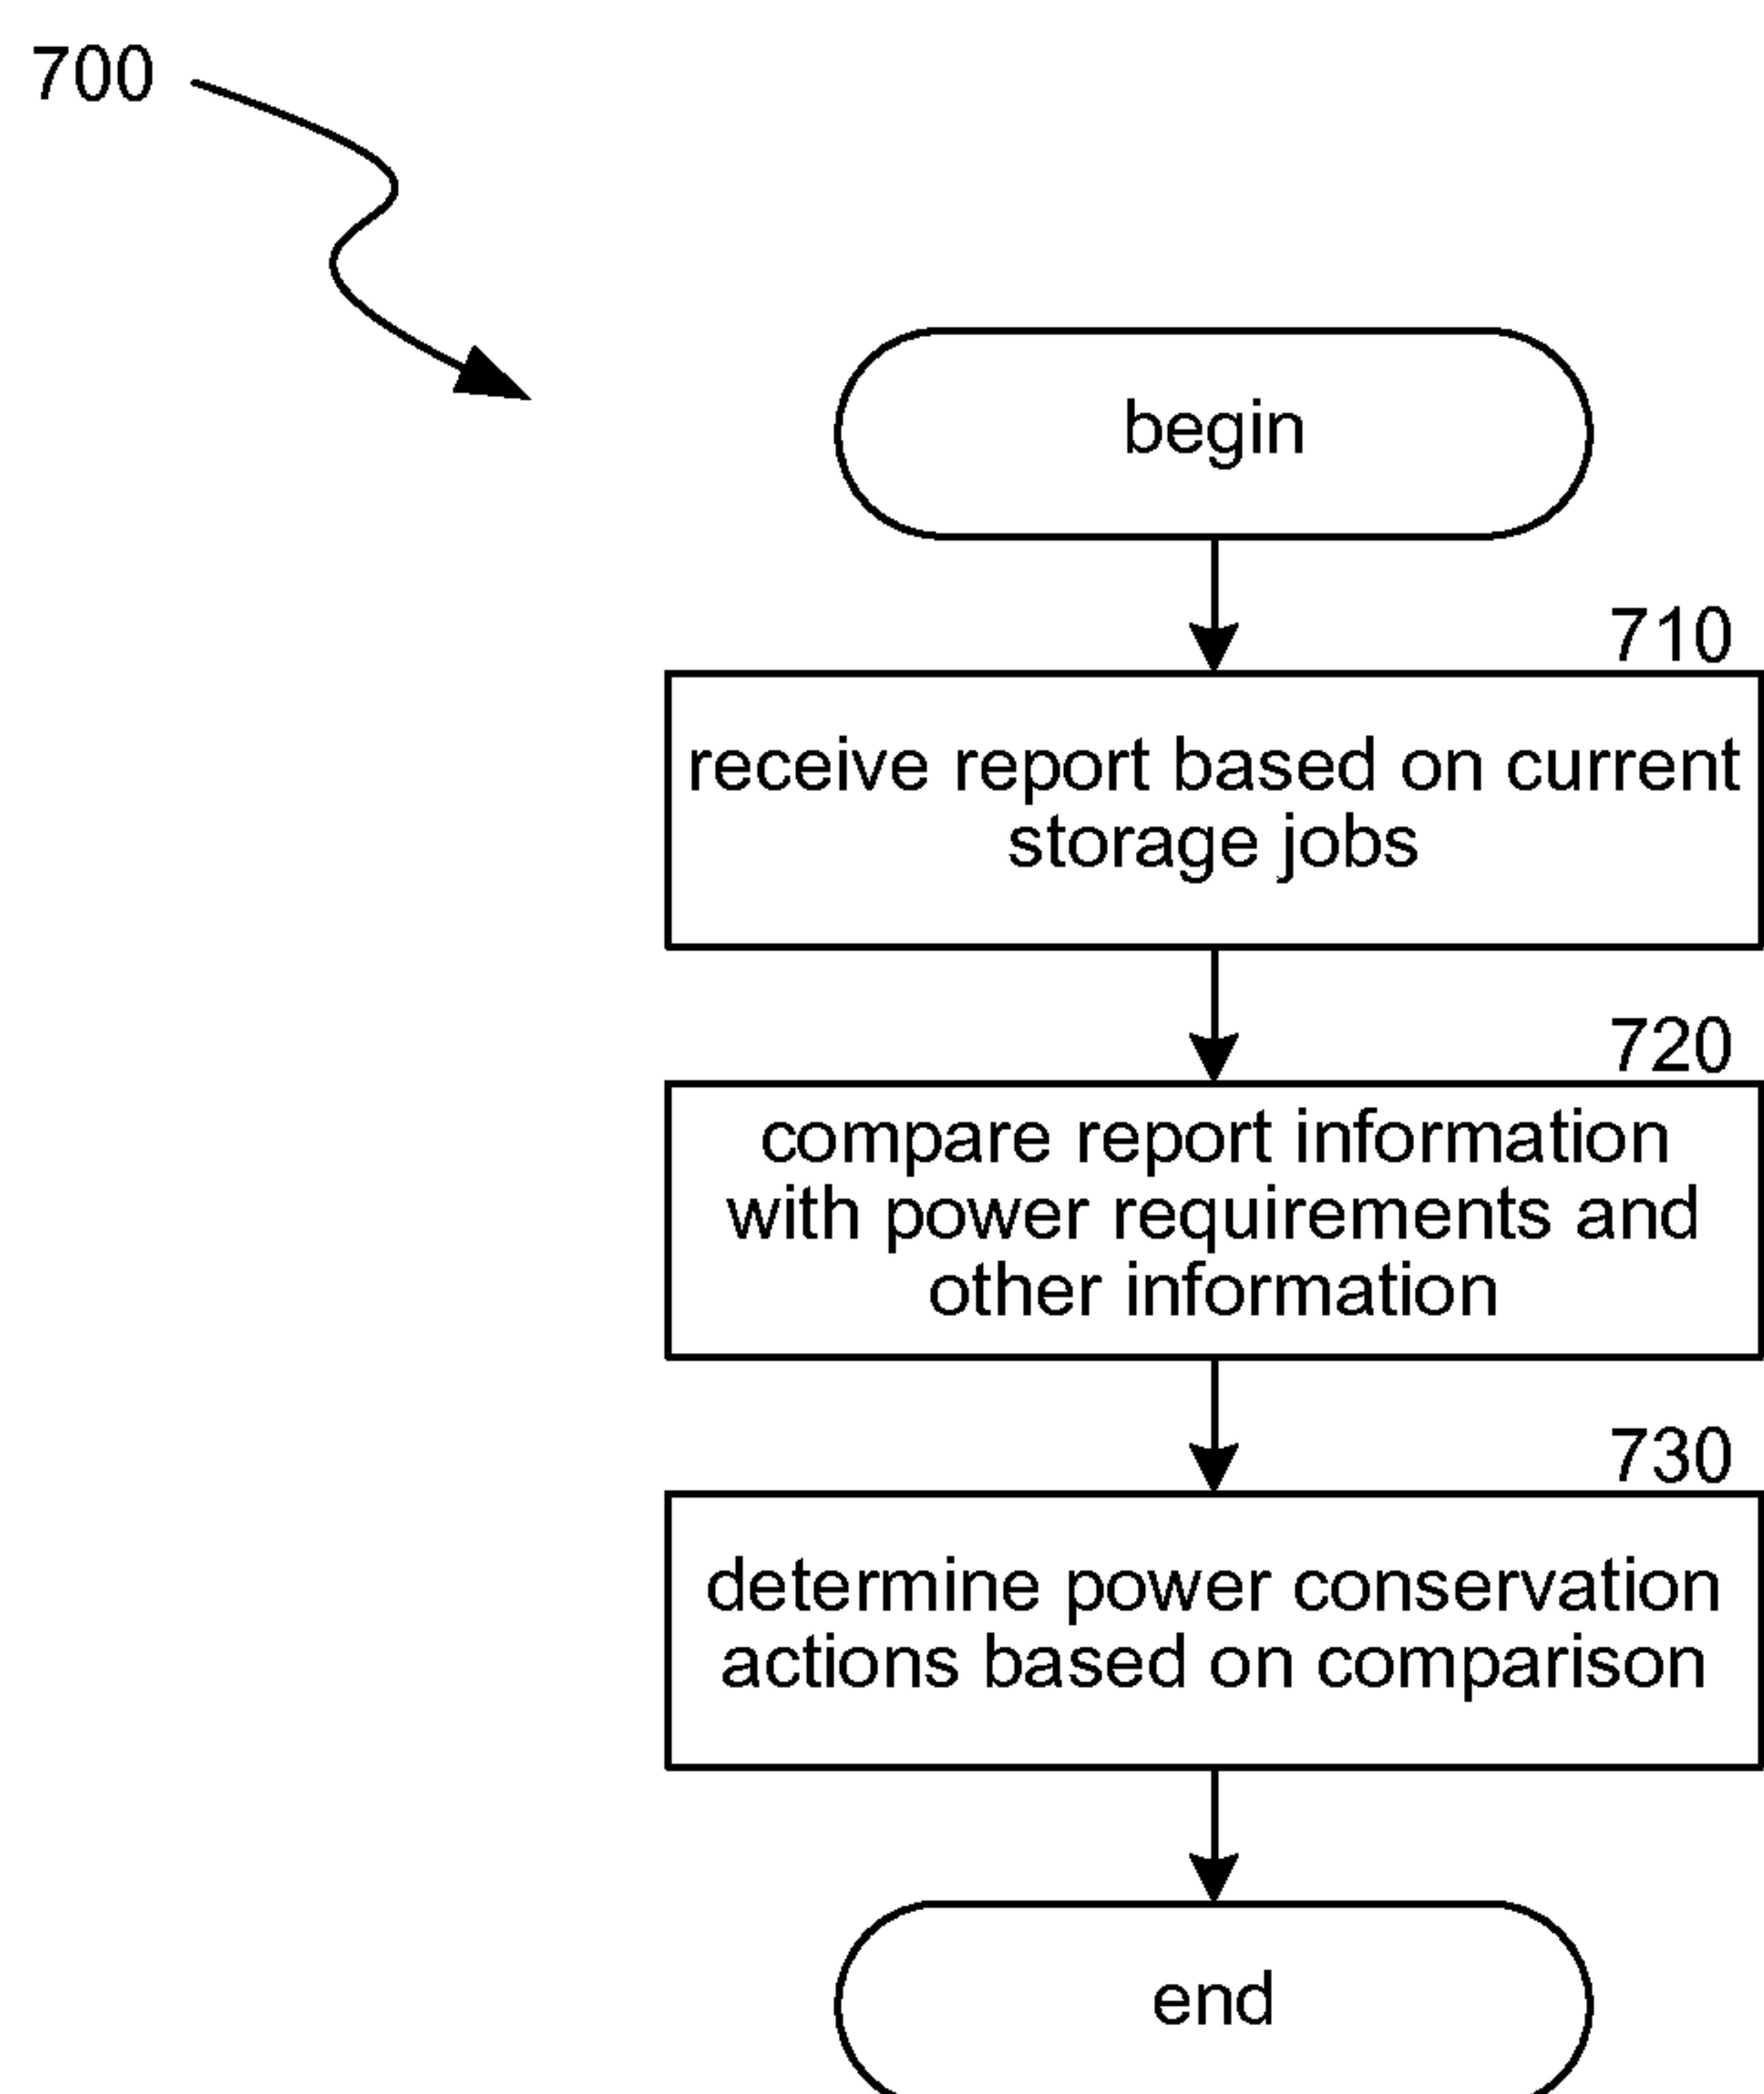 700
begin
710
receive report based on current
storage jobs
720
compare report information
with power requirements and
other information
730
determine power conservation
actions based on comparison
end